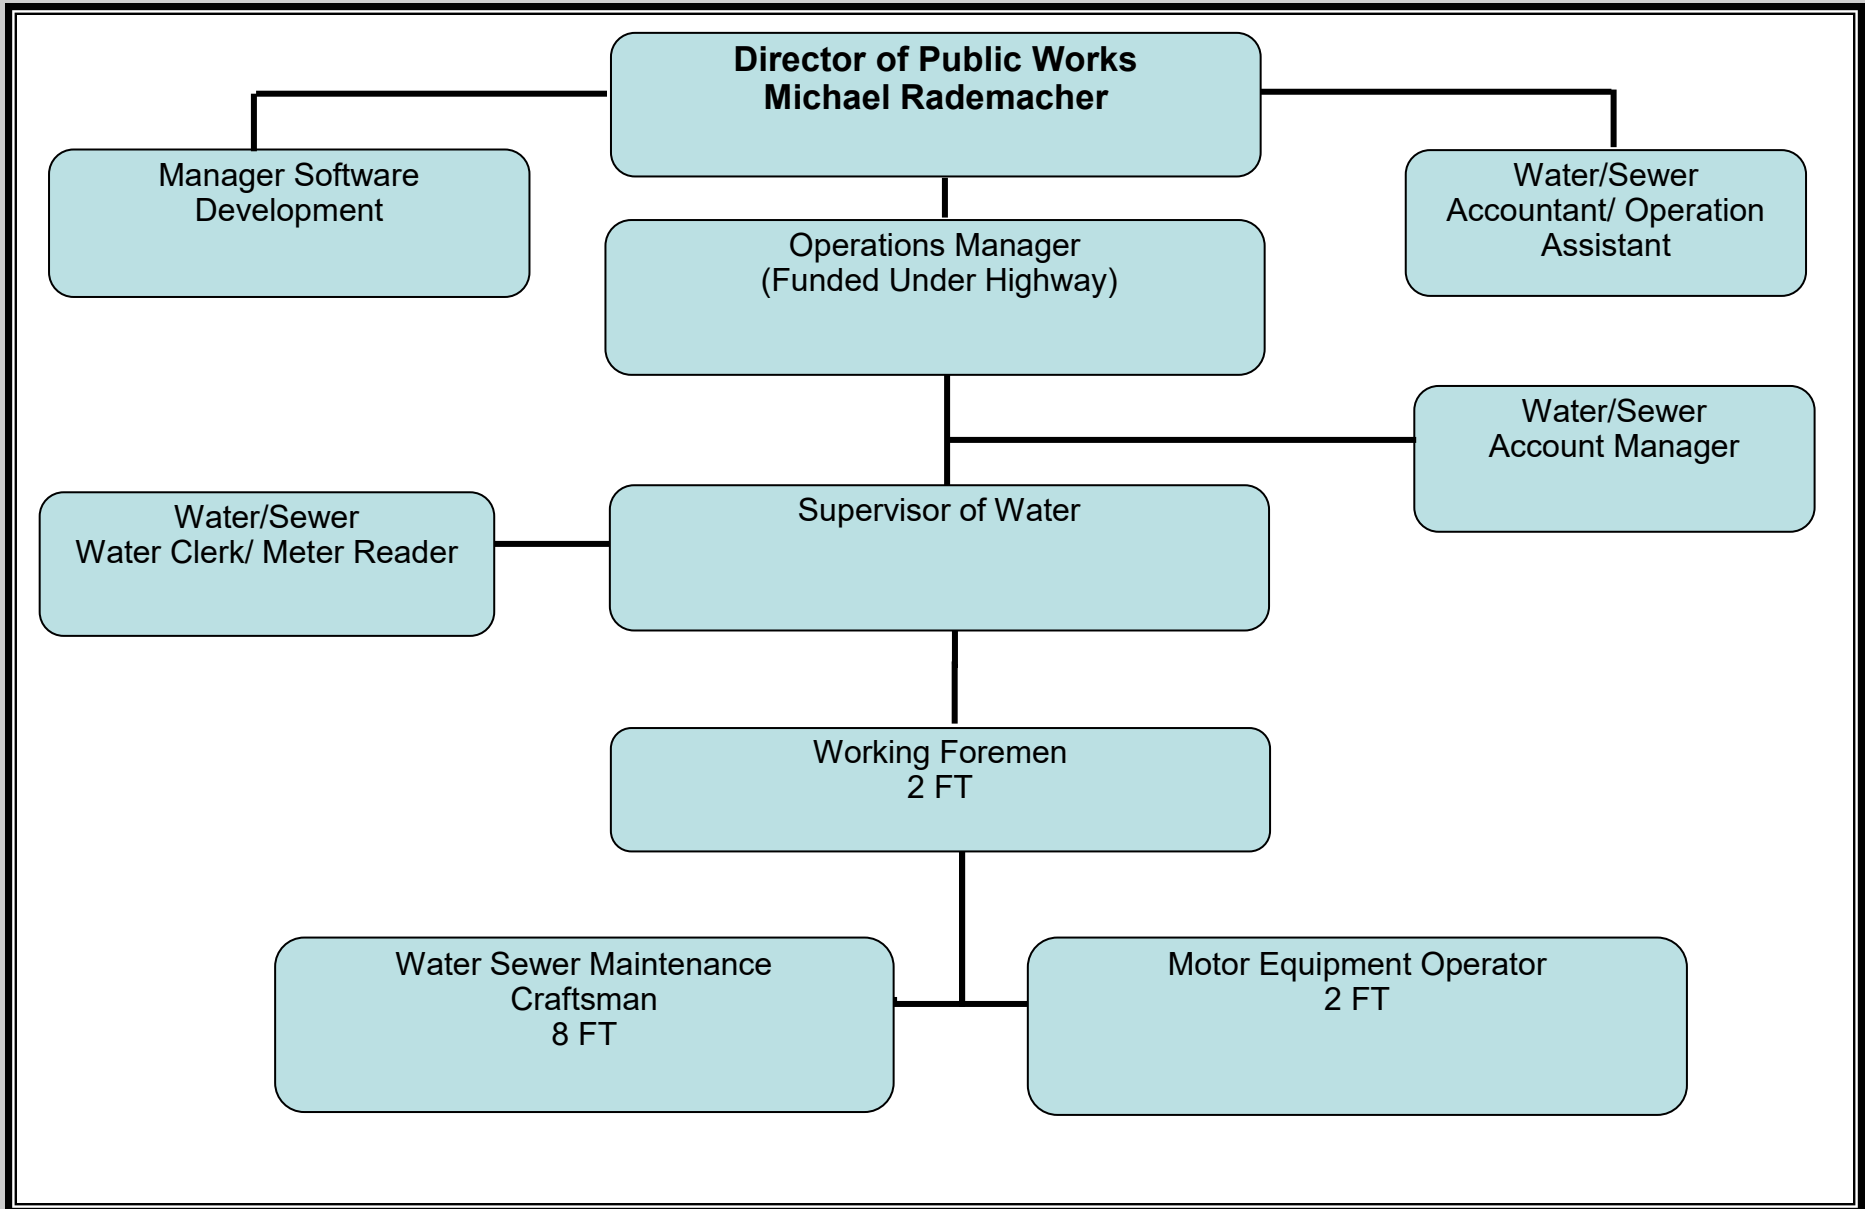 Director of Public Works
Michael Rademacher
Manager Software
Development
Water/Sewer
Accountant/ Operation
Assistant
Operations Manager
(Funded Under Highway)
Water/Sewer
Account Manager
Water/Sewer
Water Clerk/ Meter Reader
Supervisor of Water
Working Foremen
2 FT
Water Sewer Maintenance
Craftsman
8 FT
Motor Equipment Operator
2 FT